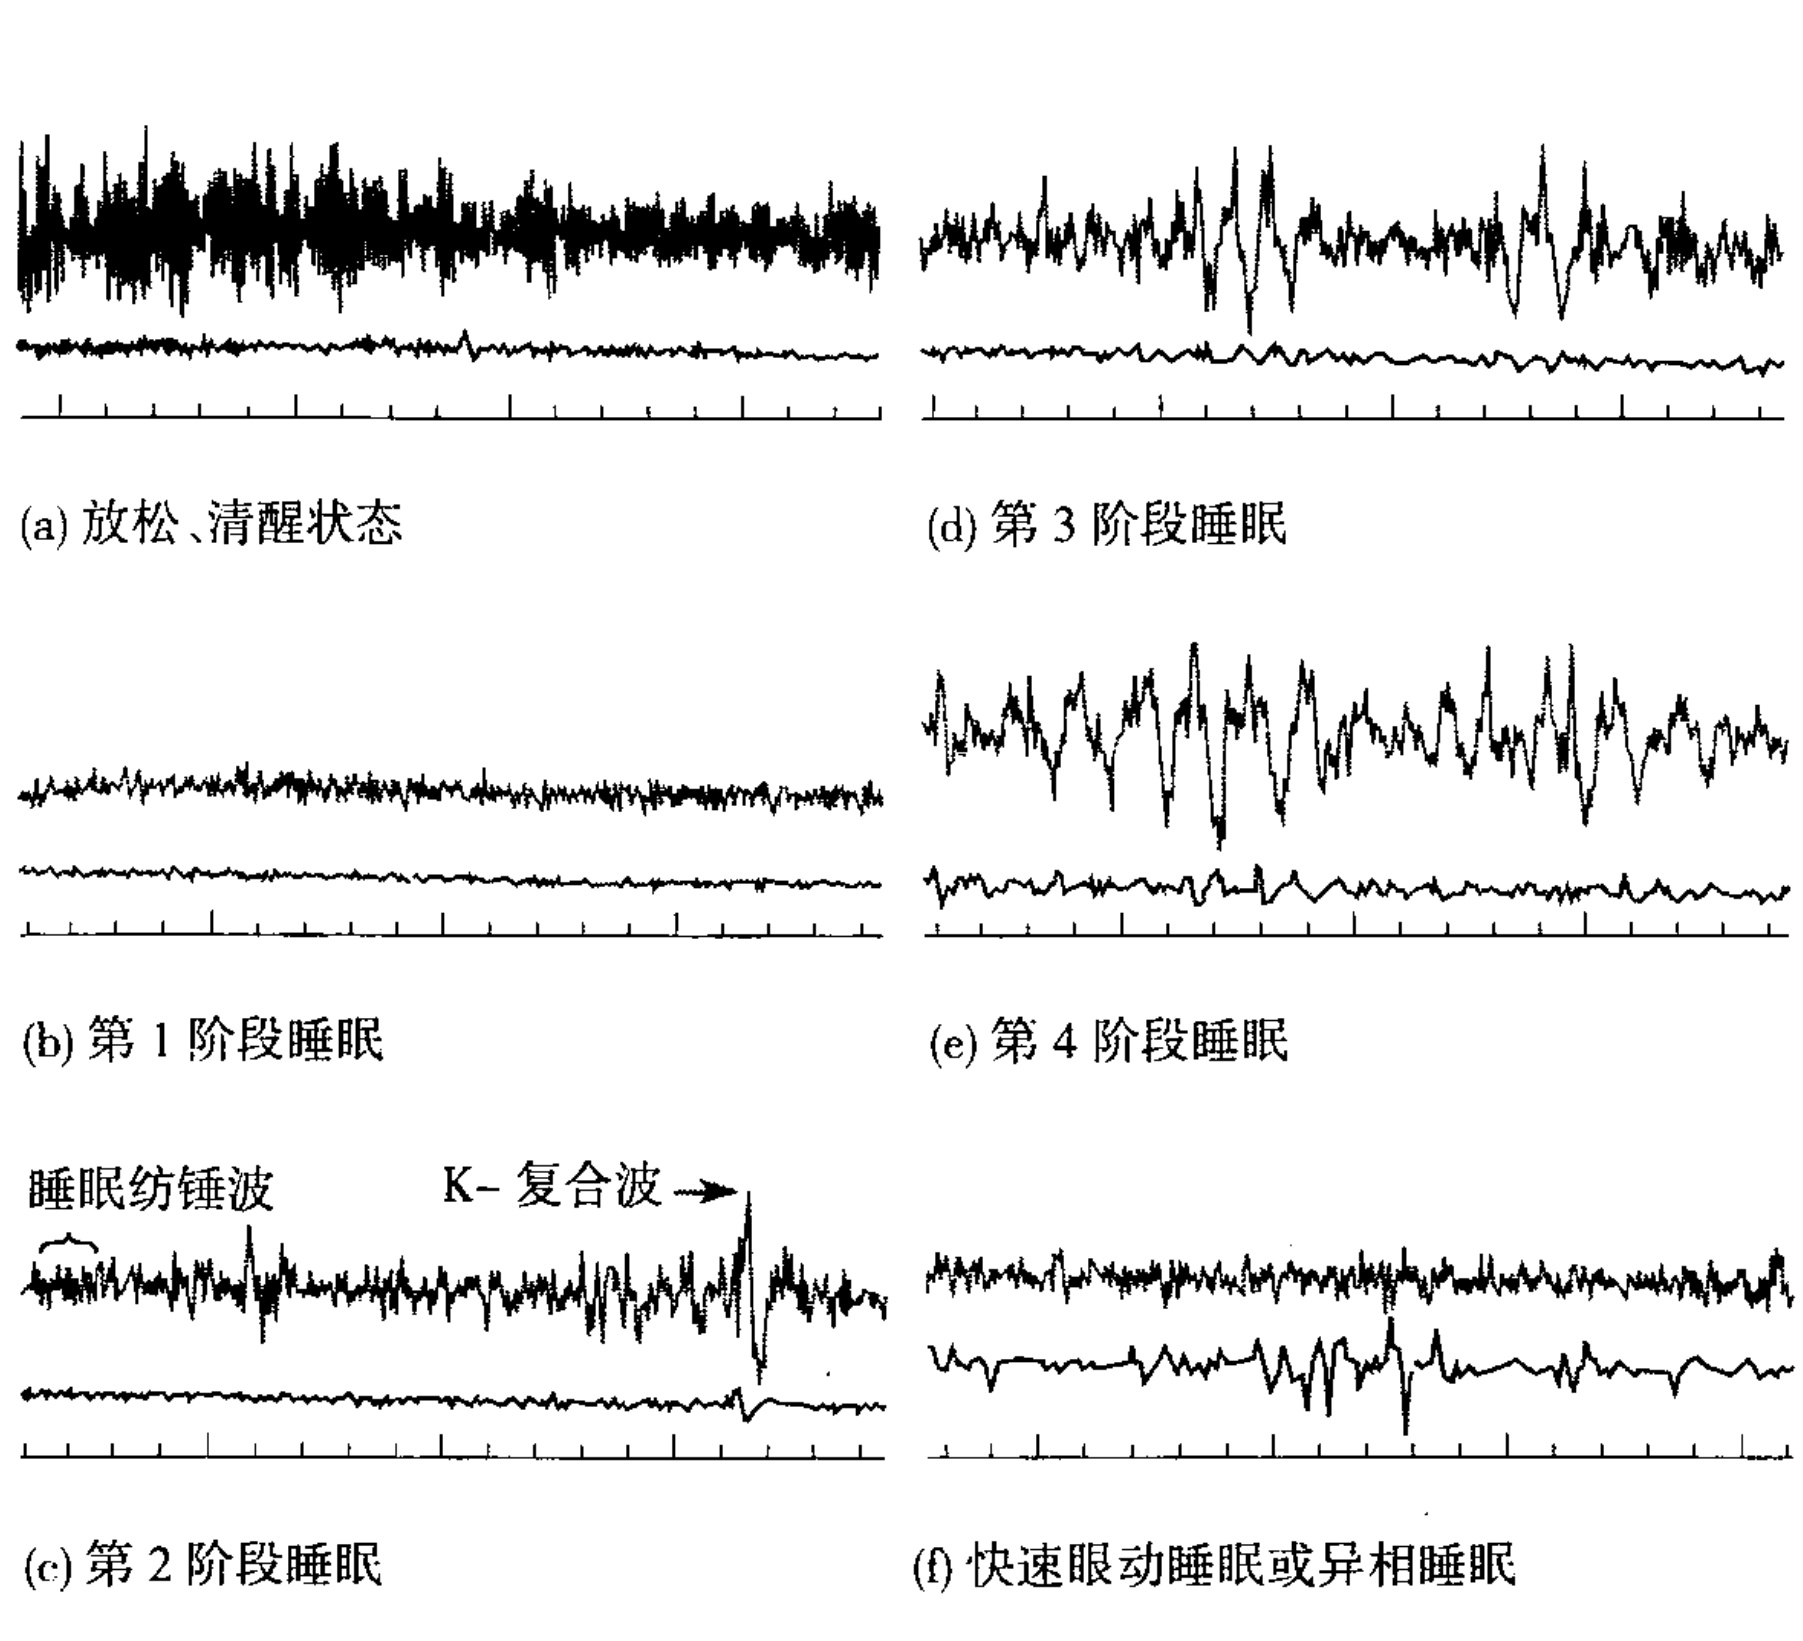 (a) 放松、清醒状态
(d) 第 3 阶段睡眠
(b) 第 1 阶段睡眠
(e) 第 4 阶段睡眠
睡眠纺锤波
K- 复合波
(c) 第 2 阶段睡眠
(f) 快速眼动睡眠或异相睡眠